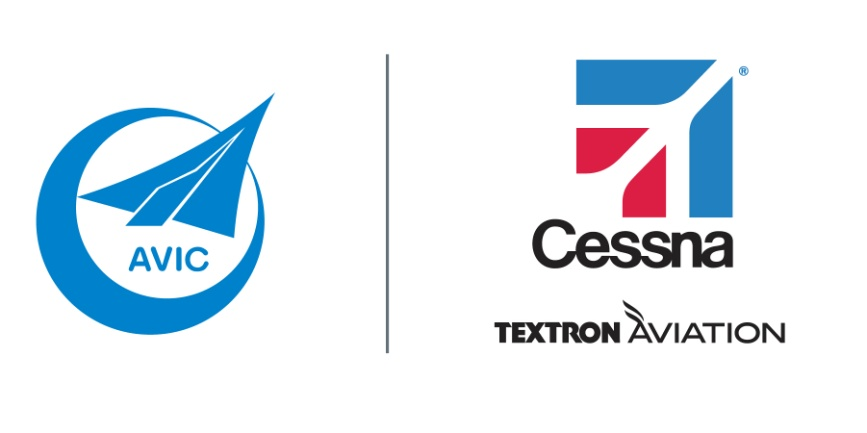 AVIC
®
Cessna
TEXTRON AVIATION